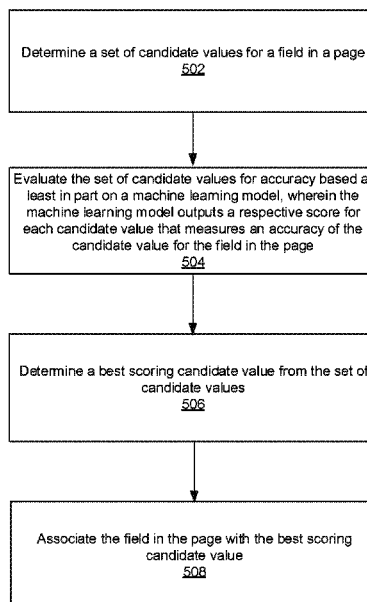 Determine a set of candidate values for a field in a page
502
Evaluate the set of candidate values for accuracy based a
least in part on a machine learning model, wherein the
machine learning model outputs a respective score for
each candidate value that measures an accuracy of the
candidate value for the field in the page
504
Determine a best scoring candidate value from the set of
candidate values
506
Associate the field in the page with the best scoring
candidate value
508